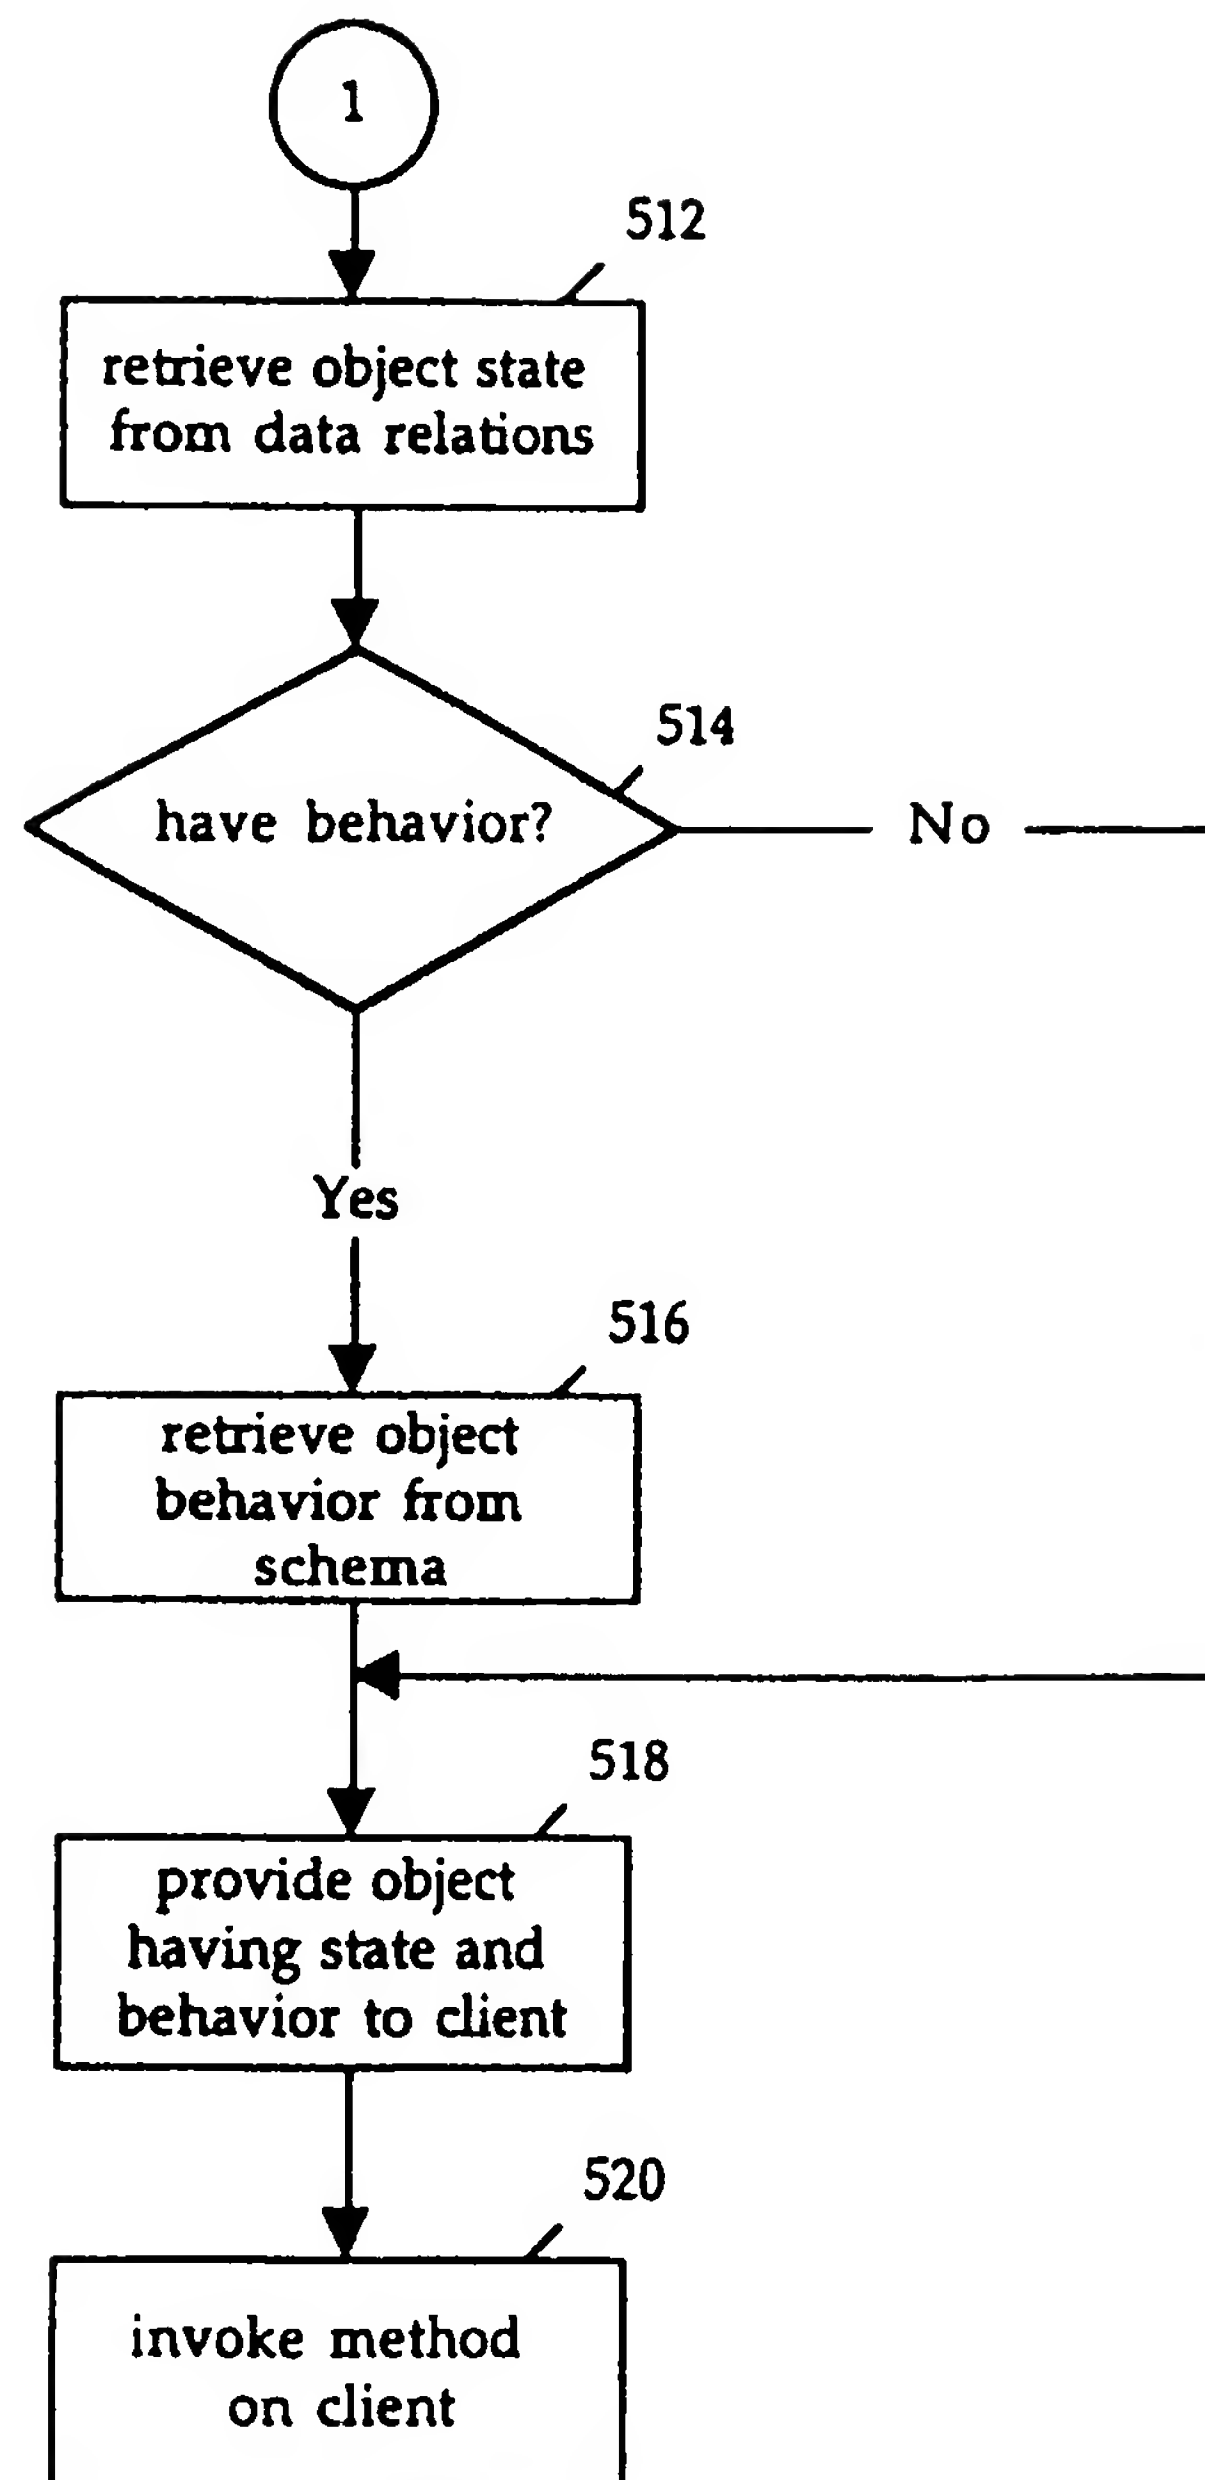 1
512
retrieve object state
from data relations
514
have behavior?
No
Yes
516
retrieve object
behavior from
schema
518
provide object
having state and
behavior to client
520
invoke method
on client